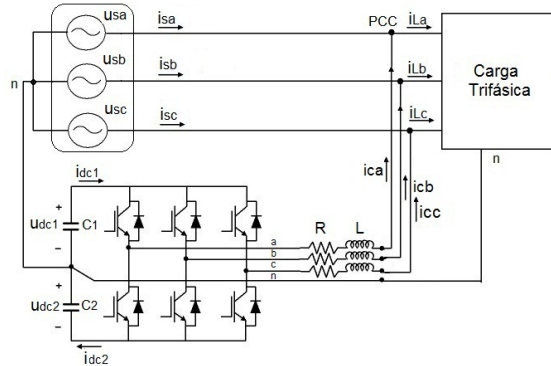 usa
isa
PCC
iLa
usb
isb
iLb
n
Carga
Trifásica
usc
isc
iLc
n
ica
icb
icc
idc1
+
udc1
C1
−
R
L
a
b
c
n
+
udc2
C2
−
idc2